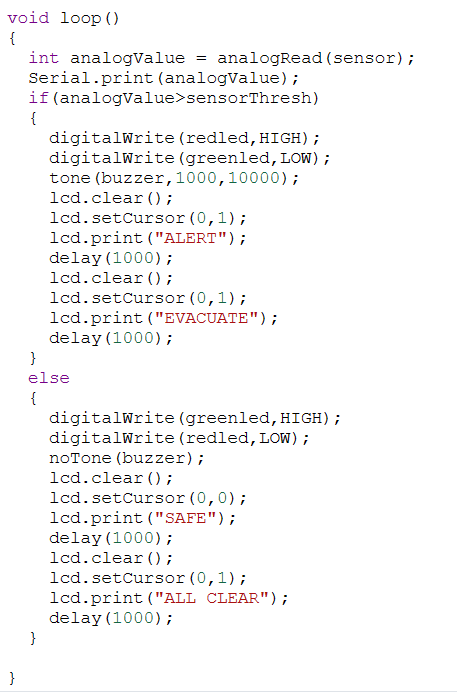 void loop()
{
  int analogValue = analogRead(sensor);
  Serial.print(analogValue);
  if(analogValue>sensorThresh)
  {
    digitalWrite(redled,HIGH);
    digitalWrite(greenled,LOW);
    tone(buzzer,1000,10000);
    lcd.clear();
    lcd.setCursor(0,1);
    lcd.print("ALERT");
    delay(1000);
    lcd.clear();
    lcd.setCursor(0,1);
    lcd.print("EVACUATE");
    delay(1000);
  }
  else
  {
    digitalWrite(greenled,HIGH);
    digitalWrite(redled,LOW);
    noTone(buzzer);
    lcd.clear();
    lcd.setCursor(0,0);
    lcd.print("SAFE");
    delay(1000);
    lcd.clear();
    lcd.setCursor(0,1);
    lcd.print("ALL CLEAR");
    delay(1000);
  }

}